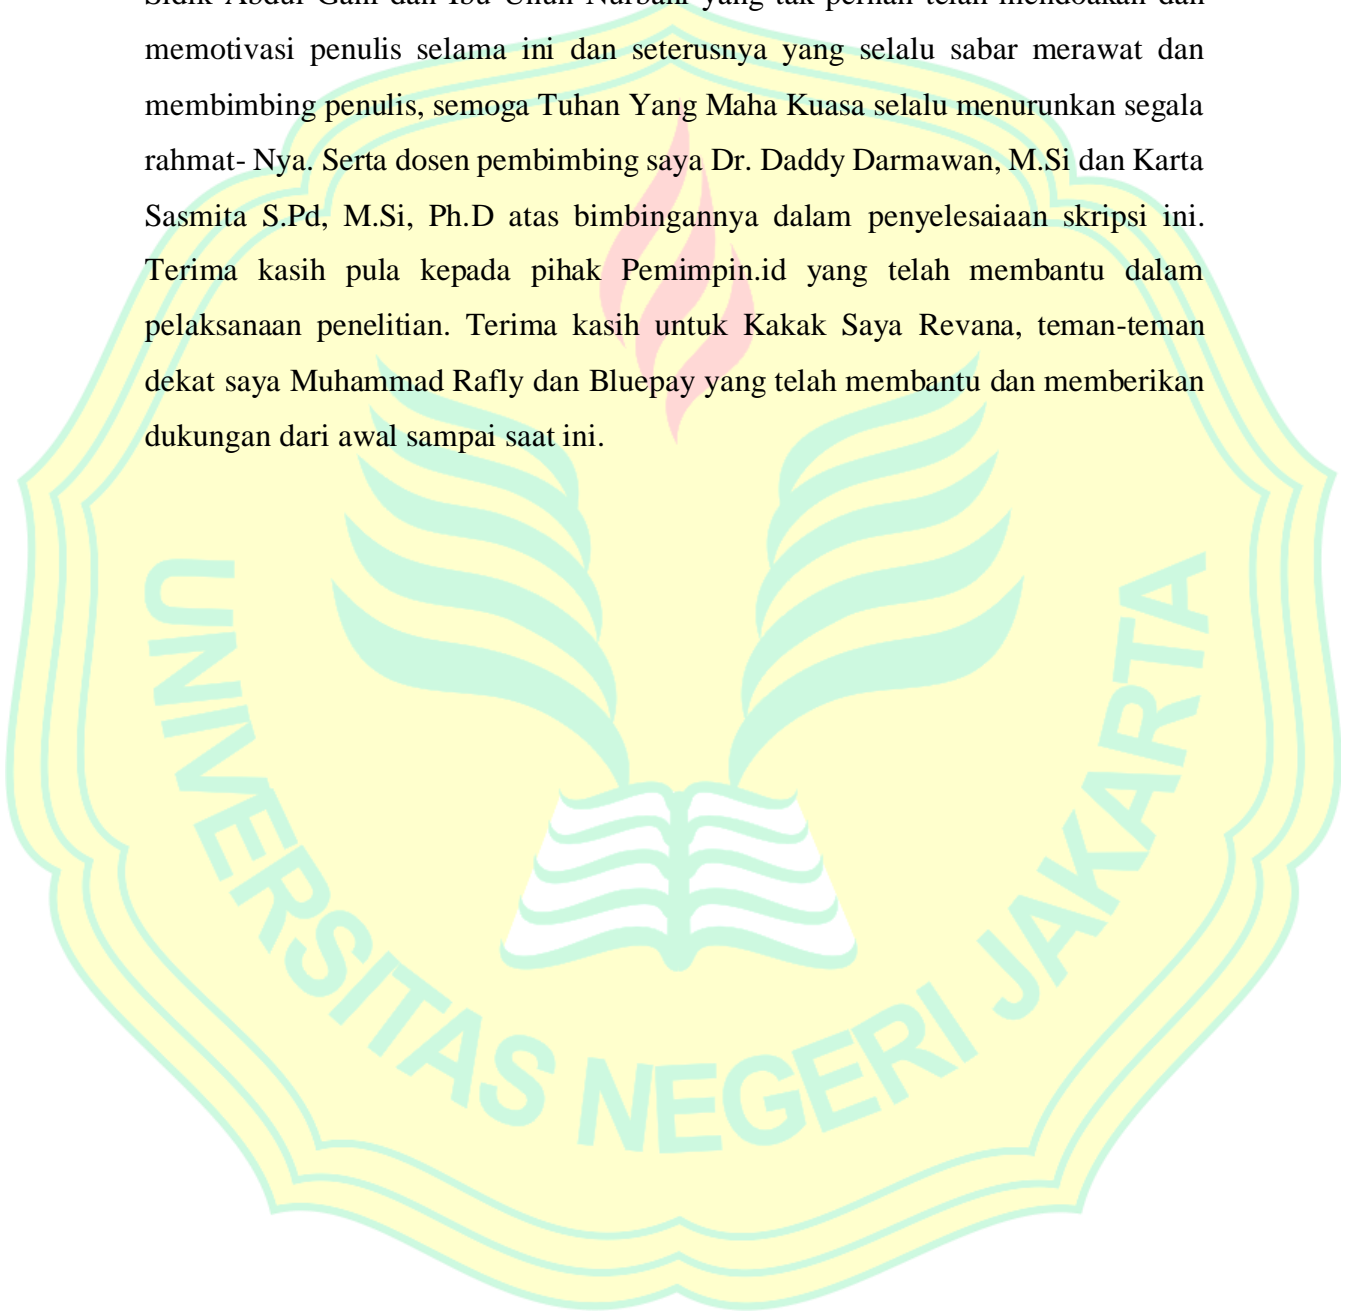 memotivasi penulis selama ini dan seterusnya yang selalu sabar merawat dan
membimbing penulis, semoga Tuhan Yang Maha Kuasa selalu menurunkan segala
rahmat- Nya. Serta dosen pembimbing saya Dr. Daddy Darmawan, M.Si dan Karta
Sasmita S.Pd, M.Si, Ph.D atas bimbingannya dalam penyelesaiaan skripsi ini.
Terima kasih pula kepada pihak Pemimpin.id yang telah membantu dalam
pelaksanaan penelitian. Terima kasih untuk Kakak Saya Revana, teman-teman
dekat saya Muhammad Rafly dan Bluepay yang telah membantu dan memberikan
dukungan dari awal sampai saat ini.
UNIVERSITAS NEGERI JAKARTA